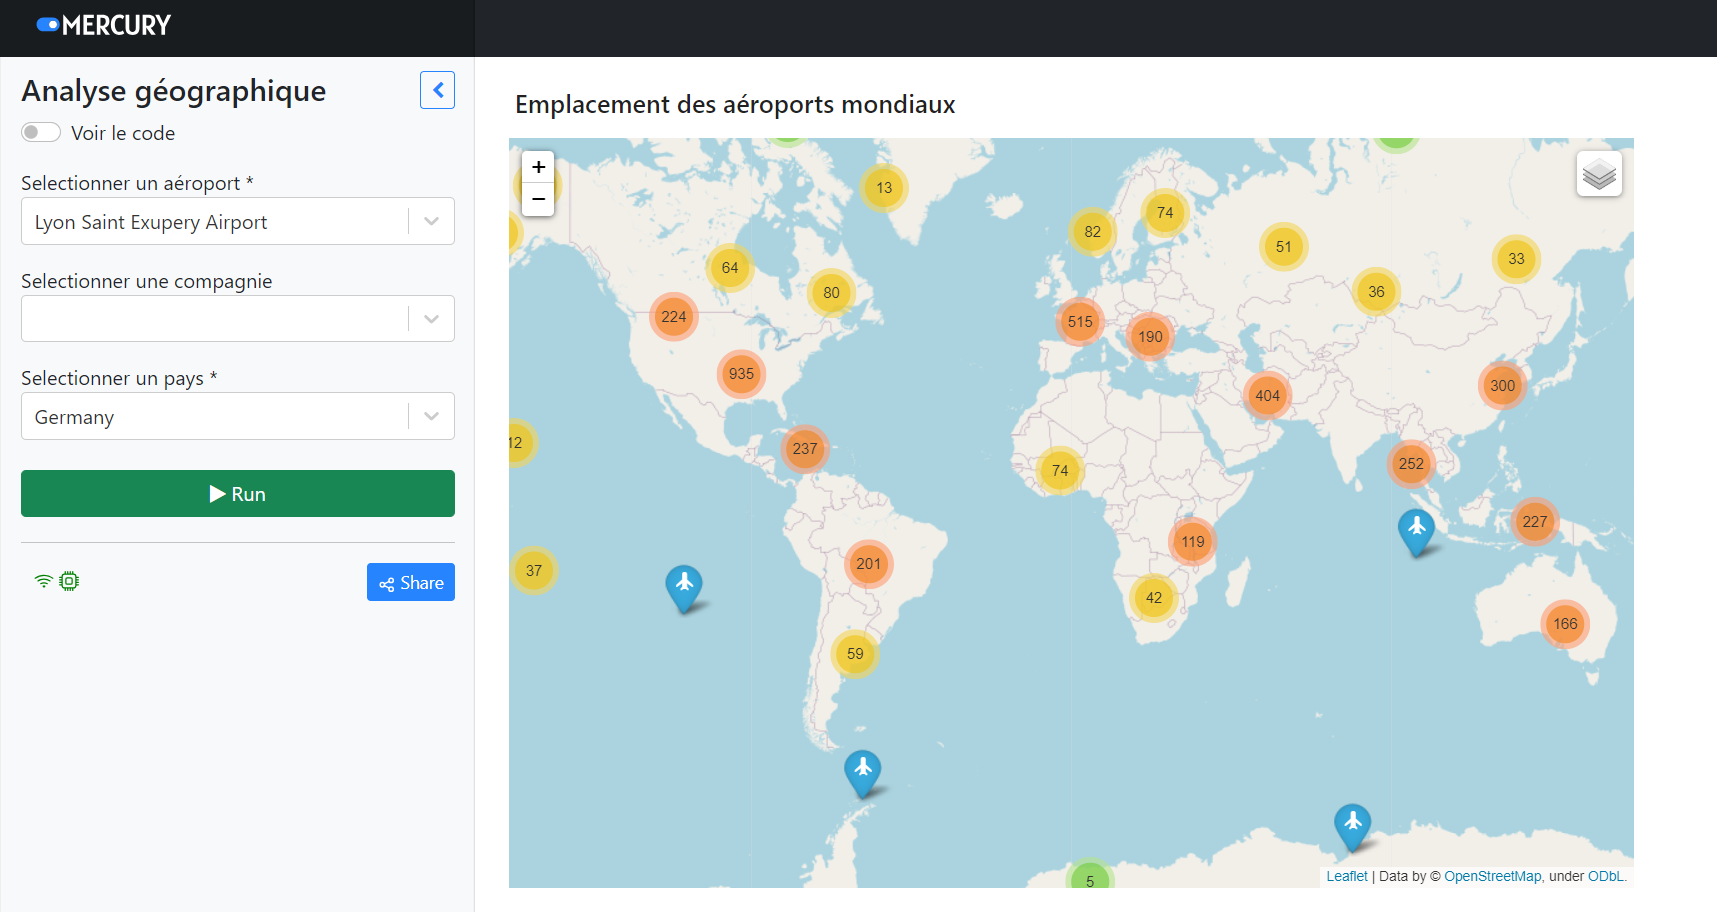 MERCURY
Analyse géographique
Voir le code
Selectionner un aéroport *
Lyon Saint Exupery Airport
Selectionner une compagnie
Selectionner un pays *
Germany
Run
Share
Emplacement des aéroports mondiaux
+
−
13
74
82
51
33
64
80
36
224
515
190
935
404
300
12
237
74
252
227
119
37
201
42
166
59
5
Leaflet | Data by © OpenStreetMap, under ODbL.